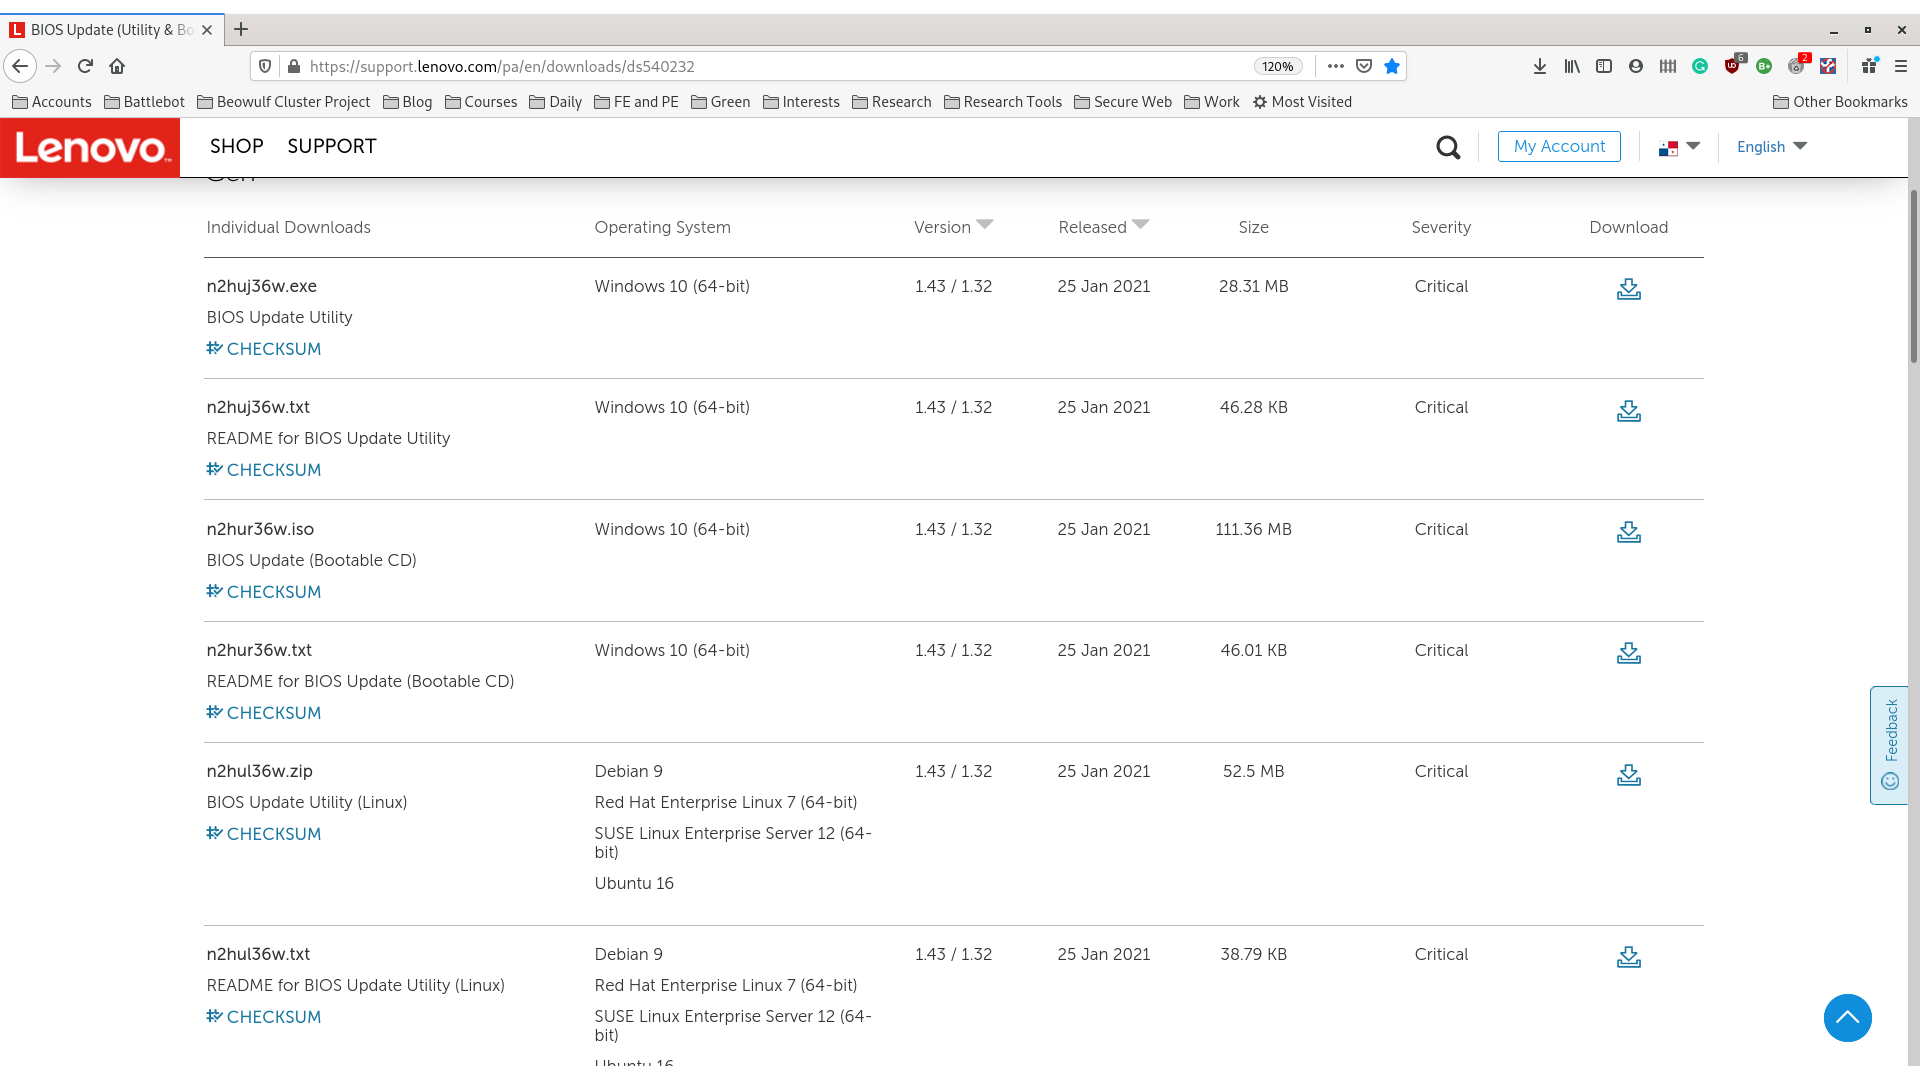 BIOS Update (Utility & Bo
https://support.lenovo.com/pa/en/downloads/ds540232
120%
6
2
Accounts Battlebot Beowulf Cluster Project Blog Courses Daily FE and PE Green Interests Research Research Tools Secure Web Work Most Visited Other Bookmarks
Lenovo SHOP SUPPORT My Account English
Individual Downloads Operating System Version Released Size Severity Download
n2huj36w.exe Windows 10 (64-bit) 1.43 / 1.32 25 Jan 2021 28.31 MB Critical
BIOS Update Utility
CHECKSUM
n2huj36w.txt Windows 10 (64-bit) 1.43 / 1.32 25 Jan 2021 46.28 KB Critical
README for BIOS Update Utility
CHECKSUM
n2hur36w.iso Windows 10 (64-bit) 1.43 / 1.32 25 Jan 2021 111.36 MB Critical
BIOS Update (Bootable CD)
CHECKSUM
n2hur36w.txt Windows 10 (64-bit) 1.43 / 1.32 25 Jan 2021 46.01 KB Critical
README for BIOS Update (Bootable CD)
CHECKSUM
n2hul36w.zip Debian 9 1.43 / 1.32 25 Jan 2021 52.5 MB Critical
BIOS Update Utility (Linux) Red Hat Enterprise Linux 7 (64-bit)
CHECKSUM SUSE Linux Enterprise Server 12 (64-
bit)
Ubuntu 16
n2hul36w.txt Debian 9 1.43 / 1.32 25 Jan 2021 38.79 KB Critical
README for BIOS Update Utility (Linux) Red Hat Enterprise Linux 7 (64-bit)
CHECKSUM SUSE Linux Enterprise Server 12 (64-
bit)
Ubuntu 16
Feedback